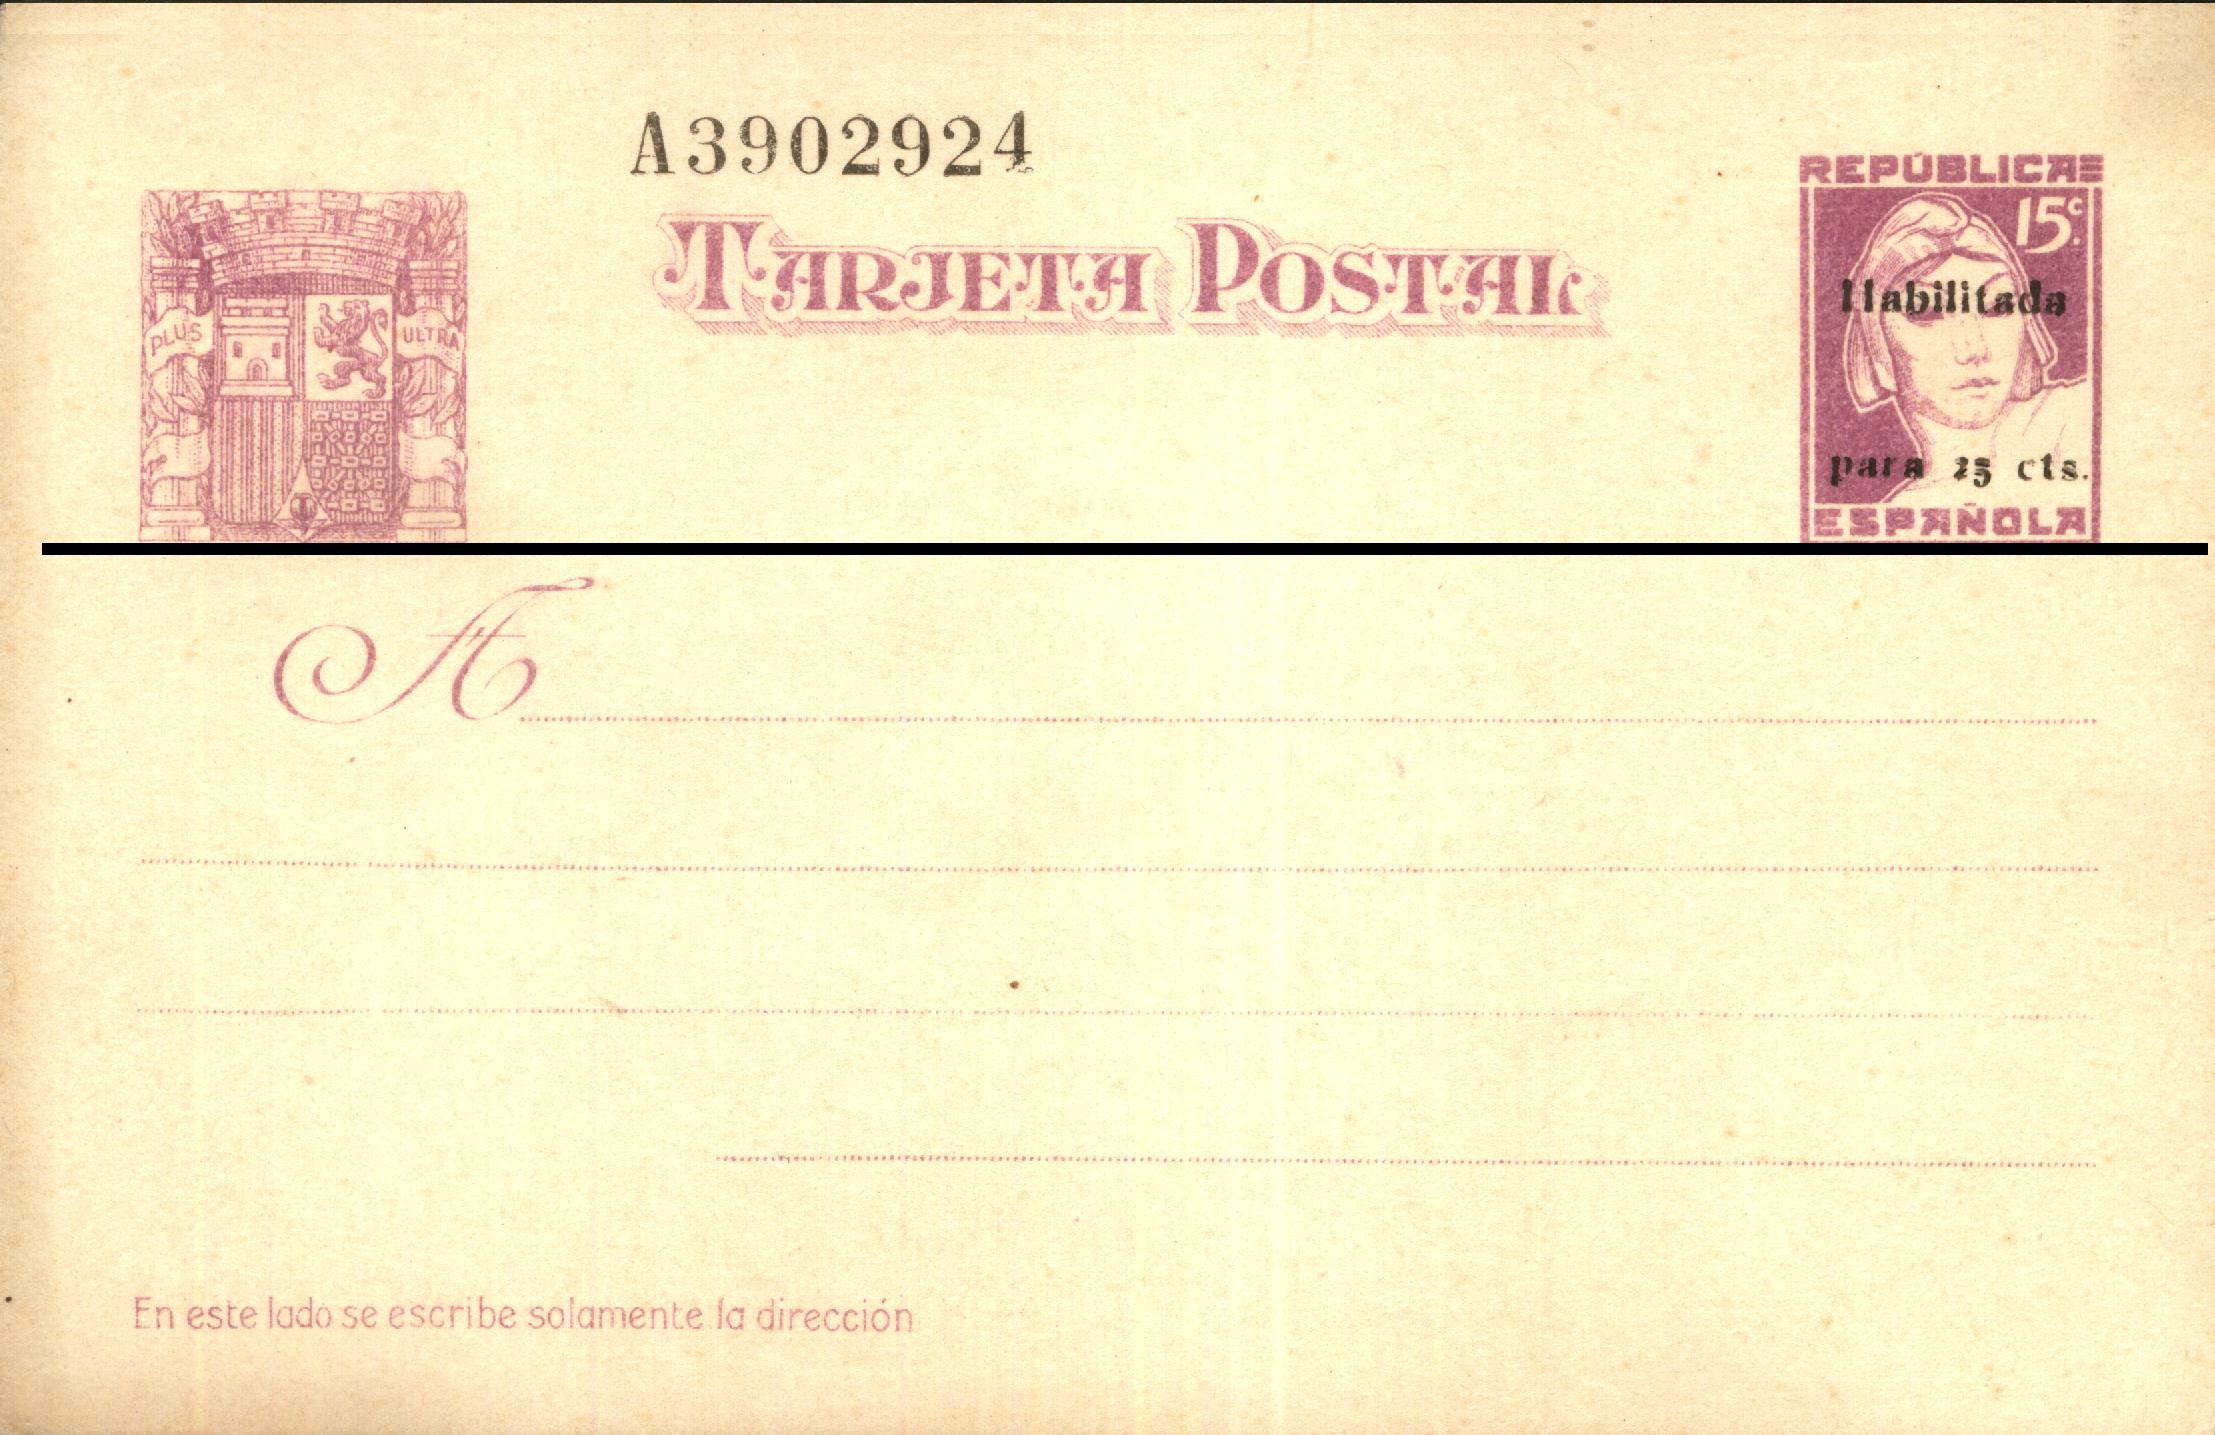 A3902924
TARJETA POSTAL
PLUS ULTRA
REPÚBLICA
15c.
Habilitada
para 25 cts.
ESPAÑOLA
A
En este lado se escribe solamente la dirección